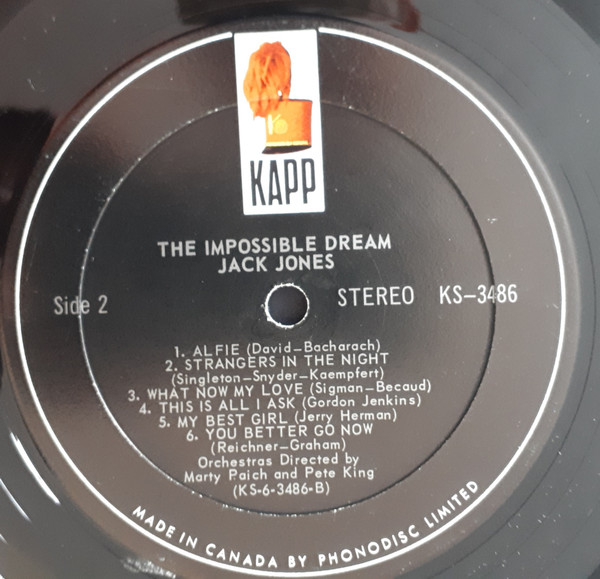 KAPP
THE IMPOSSIBLE DREAM
JACK JONES
Side 2
STEREO KS-3486
1. ALFIE (David-Bacharach)
2. STRANGERS IN THE NIGHT
(Singleton-Snyder-Kaempfert)
3. WHAT NOW MY LOVE (Sigman-Becaud)
4. THIS IS ALL I ASK (Gordon Jenkins)
5. MY BEST GIRL (Jerry Herman)
6. YOU BETTER GO NOW
(Reichner-Graham)
Orchestras Directed by
Marty Paich and Pete King
(KS-6-3486-B)
MADE IN CANADA BY PHONODISC LIMITED